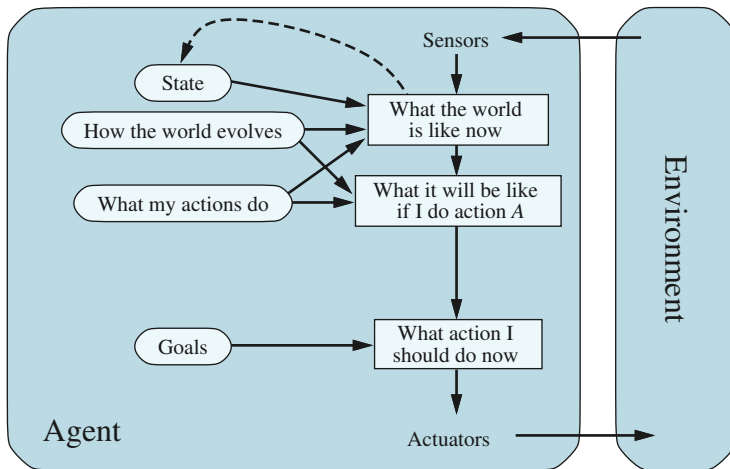 Sensors
State
What the world
is like now
How the world evolves
What my actions do
What it will be like
if I do action A
Goals
What action I
should do now
Agent
Actuators
Environment